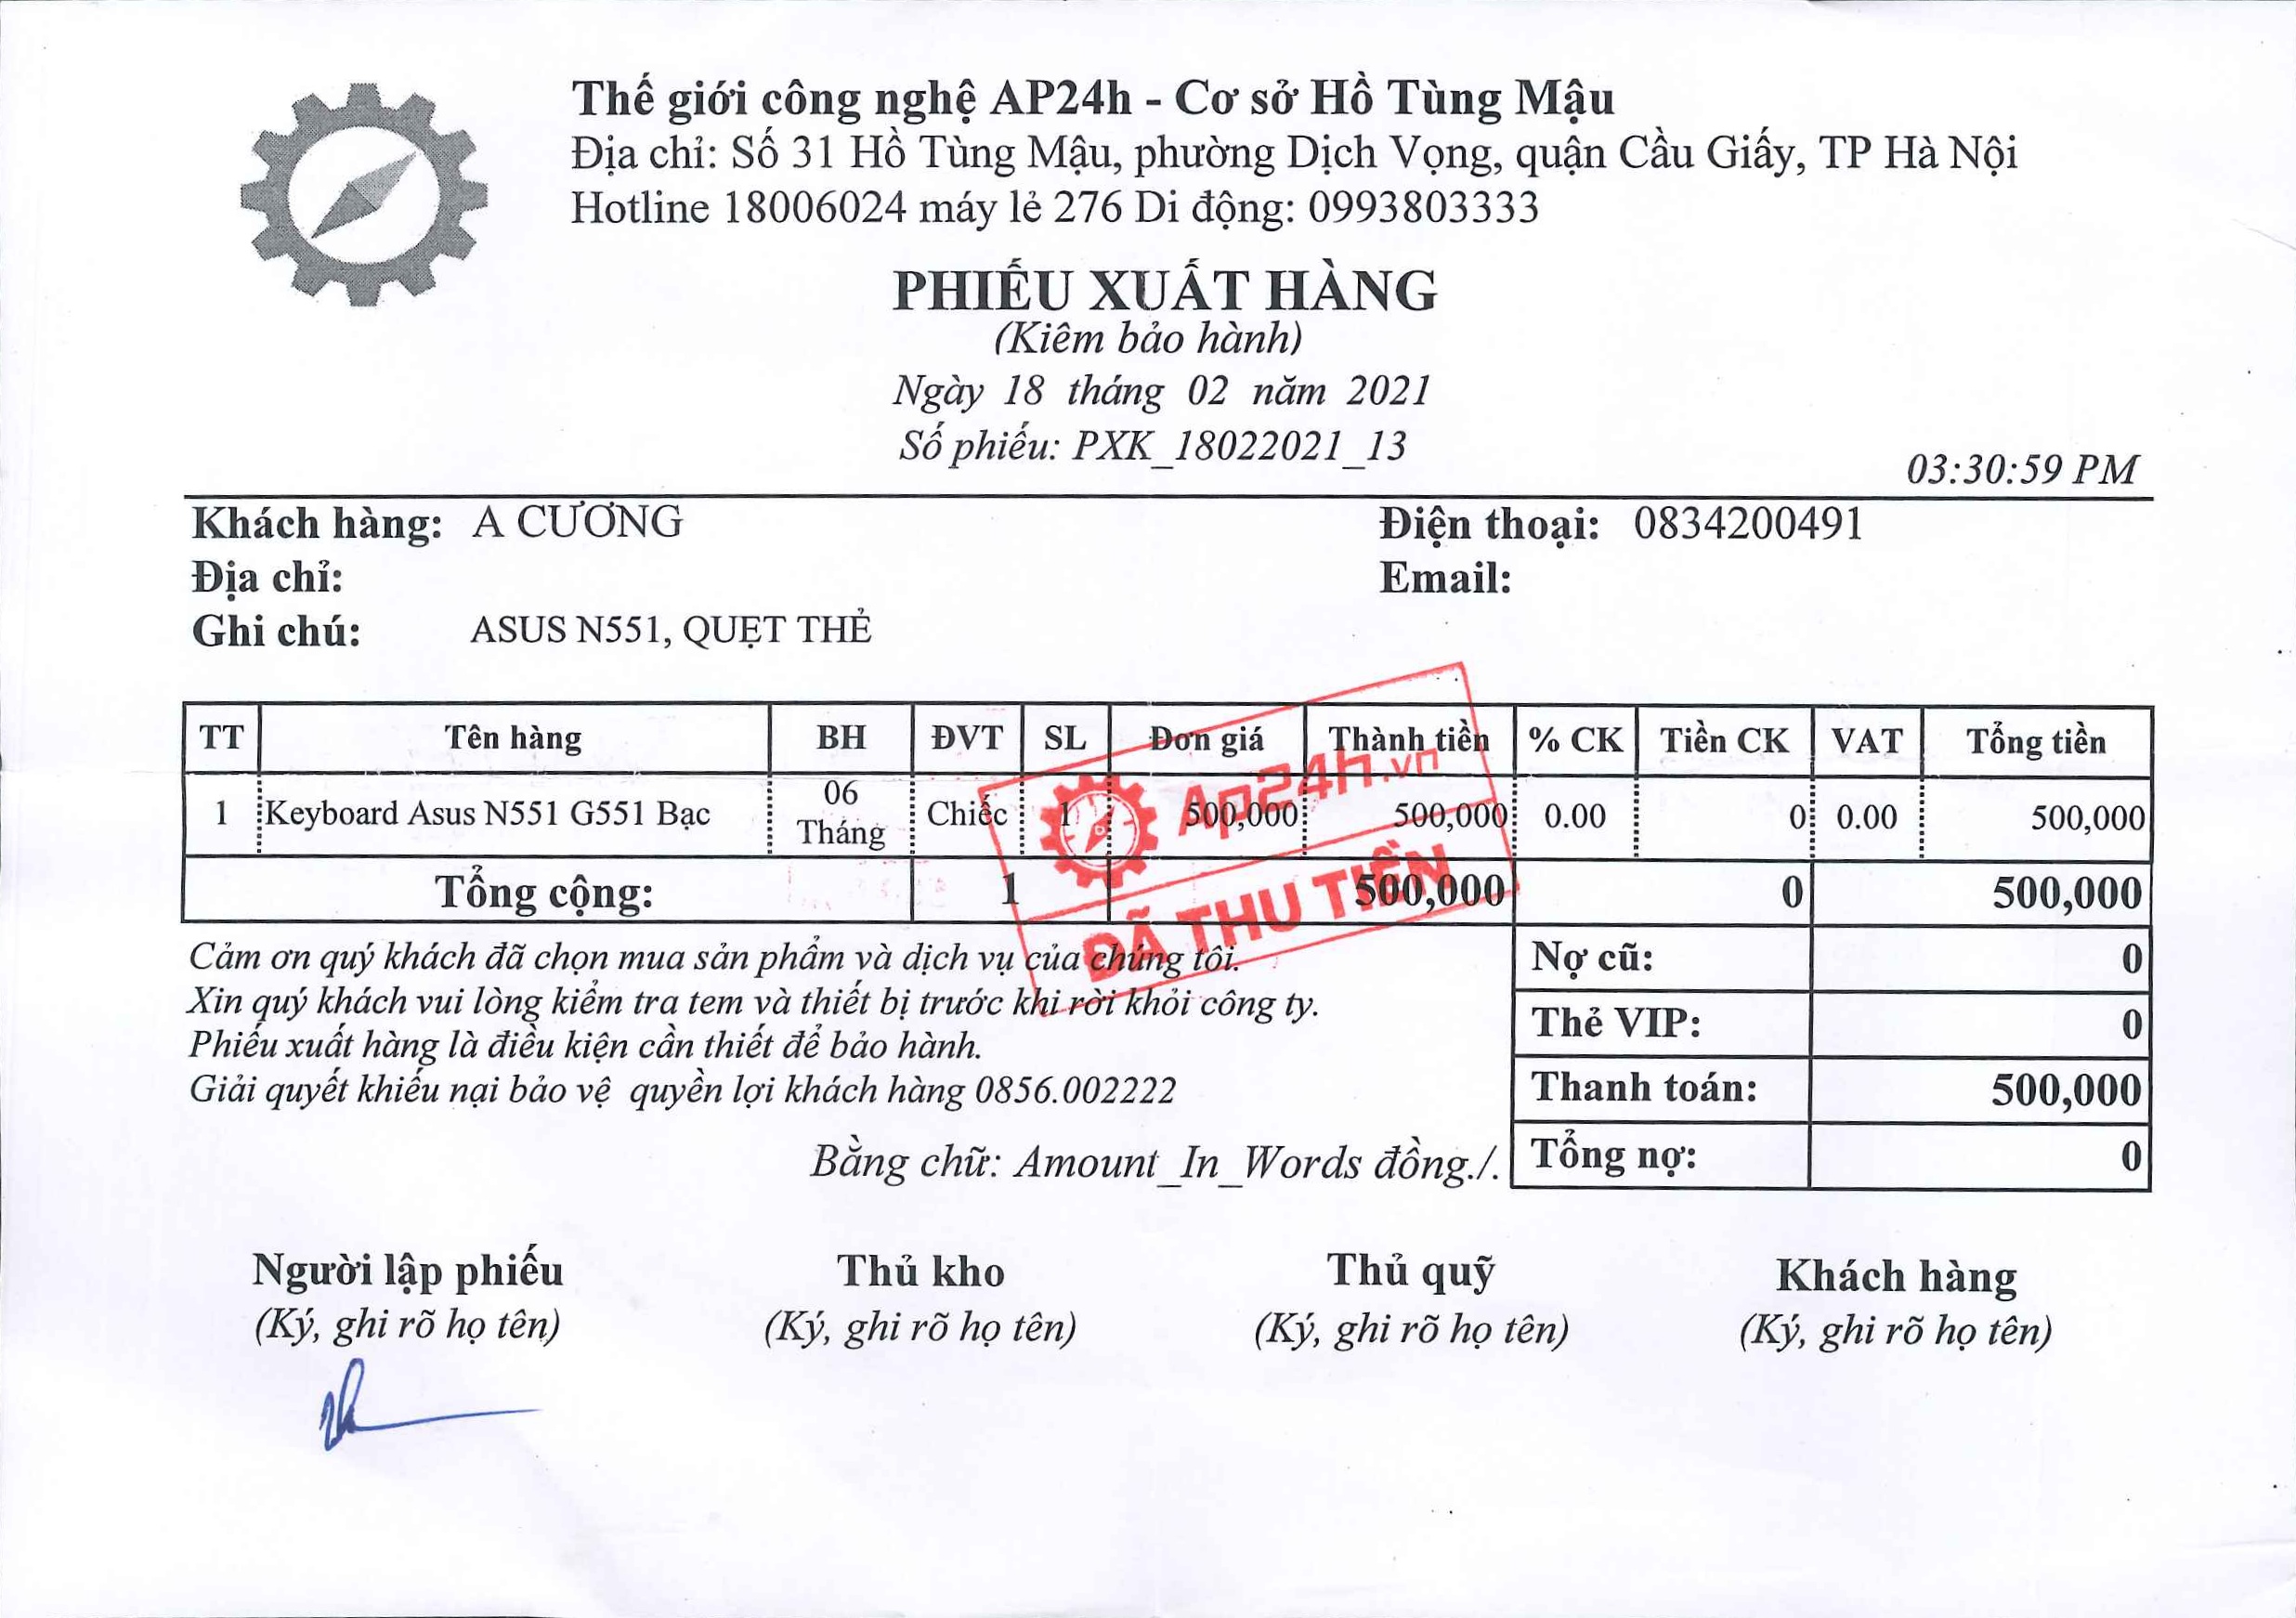 Thế giới công nghệ AP24h - Cơ sở Hồ Tùng Mậu
Địa chỉ: Số 31 Hồ Tùng Mậu, phường Dịch Vọng, quận Cầu Giấy, TP Hà Nội
Hotline 18006024 máy lẻ 276 Di động: 0993803333
PHIẾU XUẤT HÀNG
(Kiêm bảo hành)
Ngày 18 tháng 02 năm 2021
Số phiếu: PXK_18022021_13
03:30:59 PM
Khách hàng: A CƯƠNG Điện thoại: 0834200491
Địa chỉ: Email:
Ghi chú: ASUS N551, QUẸT THẺ
TT Tên hàng BH ĐVT SL Đơn giá Thành tiền % CK Tiền CK VAT Tổng tiền
1 Keyboard Asus N551 G551 Bạc 06 Tháng Chiếc 1 500,000 500,000 0.00 0 0.00 500,000
Tổng cộng: 1 500,000 0 500,000
Ap24h.vn
ĐÃ THU TIỀN
Cảm ơn quý khách đã chọn mua sản phẩm và dịch vụ của chúng tôi.
Xin quý khách vui lòng kiểm tra tem và thiết bị trước khi rời khỏi công ty.
Phiếu xuất hàng là điều kiện cần thiết để bảo hành.
Giải quyết khiếu nại bảo vệ quyền lợi khách hàng 0856.002222
Nợ cũ: 0
Thẻ VIP: 0
Thanh toán: 500,000
Tổng nợ: 0
Bằng chữ: Amount_In_Words đồng./.
Người lập phiếu Thủ kho Thủ quỹ Khách hàng
(Ký, ghi rõ họ tên) (Ký, ghi rõ họ tên) (Ký, ghi rõ họ tên) (Ký, ghi rõ họ tên)